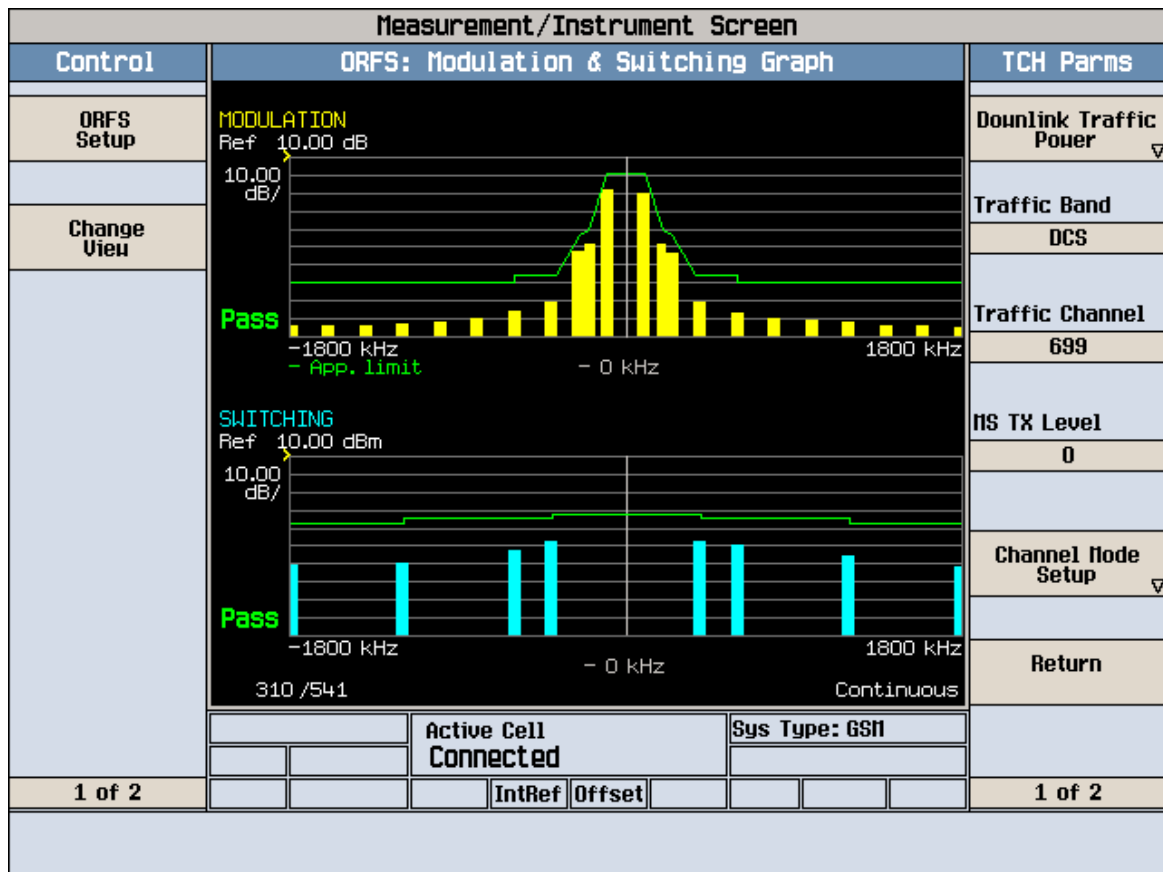 Measurement/Instrument Screen
Control
ORFS: Modulation & Switching Graph
TCH Parms
ORFS
Setup
Change
View
1 of 2
MODULATION
Ref 10.00 dB
10.00
dB/
Pass
-1800 kHz
1800 kHz
- App. limit
- 0 kHz
SWITCHING
Ref 10.00 dBm
10.00
dB/
Pass
-1800 kHz
1800 kHz
- 0 kHz
310 /541
Continuous
Active Cell
Connected
Sys Type: GSM
IntRef
Offset
Downlink Traffic
Power
Traffic Band
DCS
Traffic Channel
699
MS TX Level
0
Channel Mode
Setup
Return
1 of 2